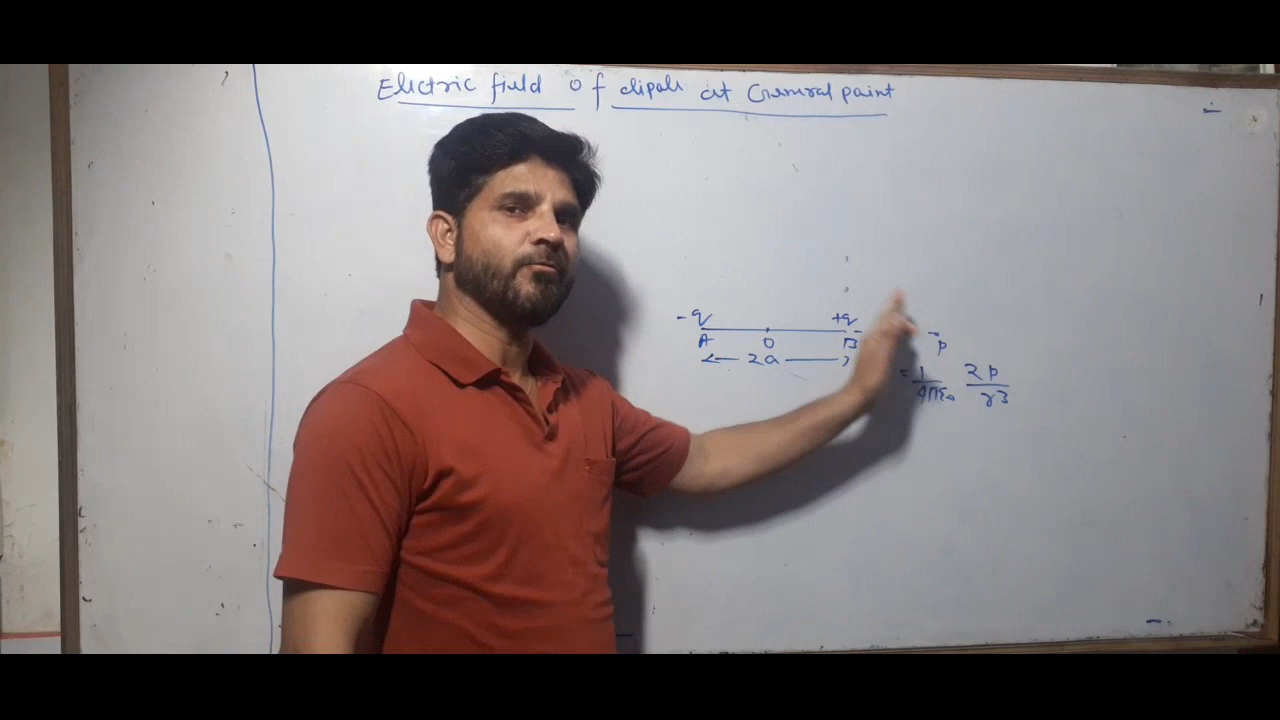 Electric field of dipole at General point
-q +q
A O B P
2a
= 1/4πε₀ 2p/r3